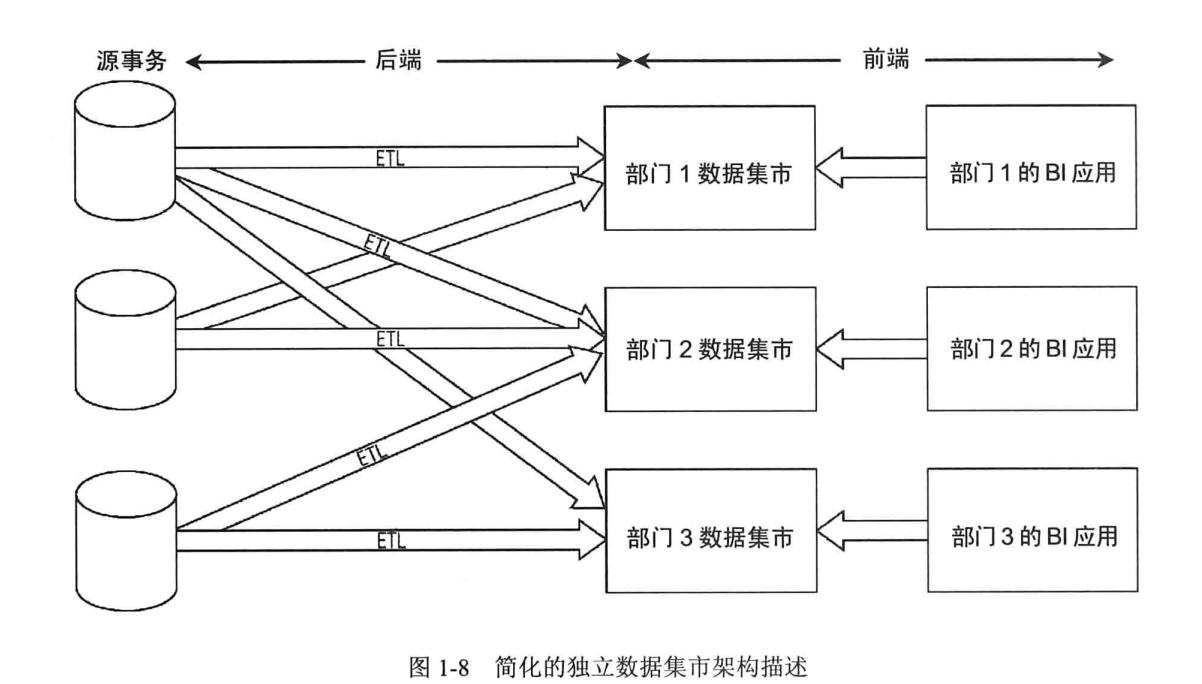 源事务 后端 前端
ETL
部门 1 数据集市
部门 1 的 BI 应用
ETL
ETL
部门 2 数据集市
部门 2 的 BI 应用
ETL
ETL
部门 3 数据集市
部门 3 的 BI 应用
图 1-8 简化的独立数据集市架构描述